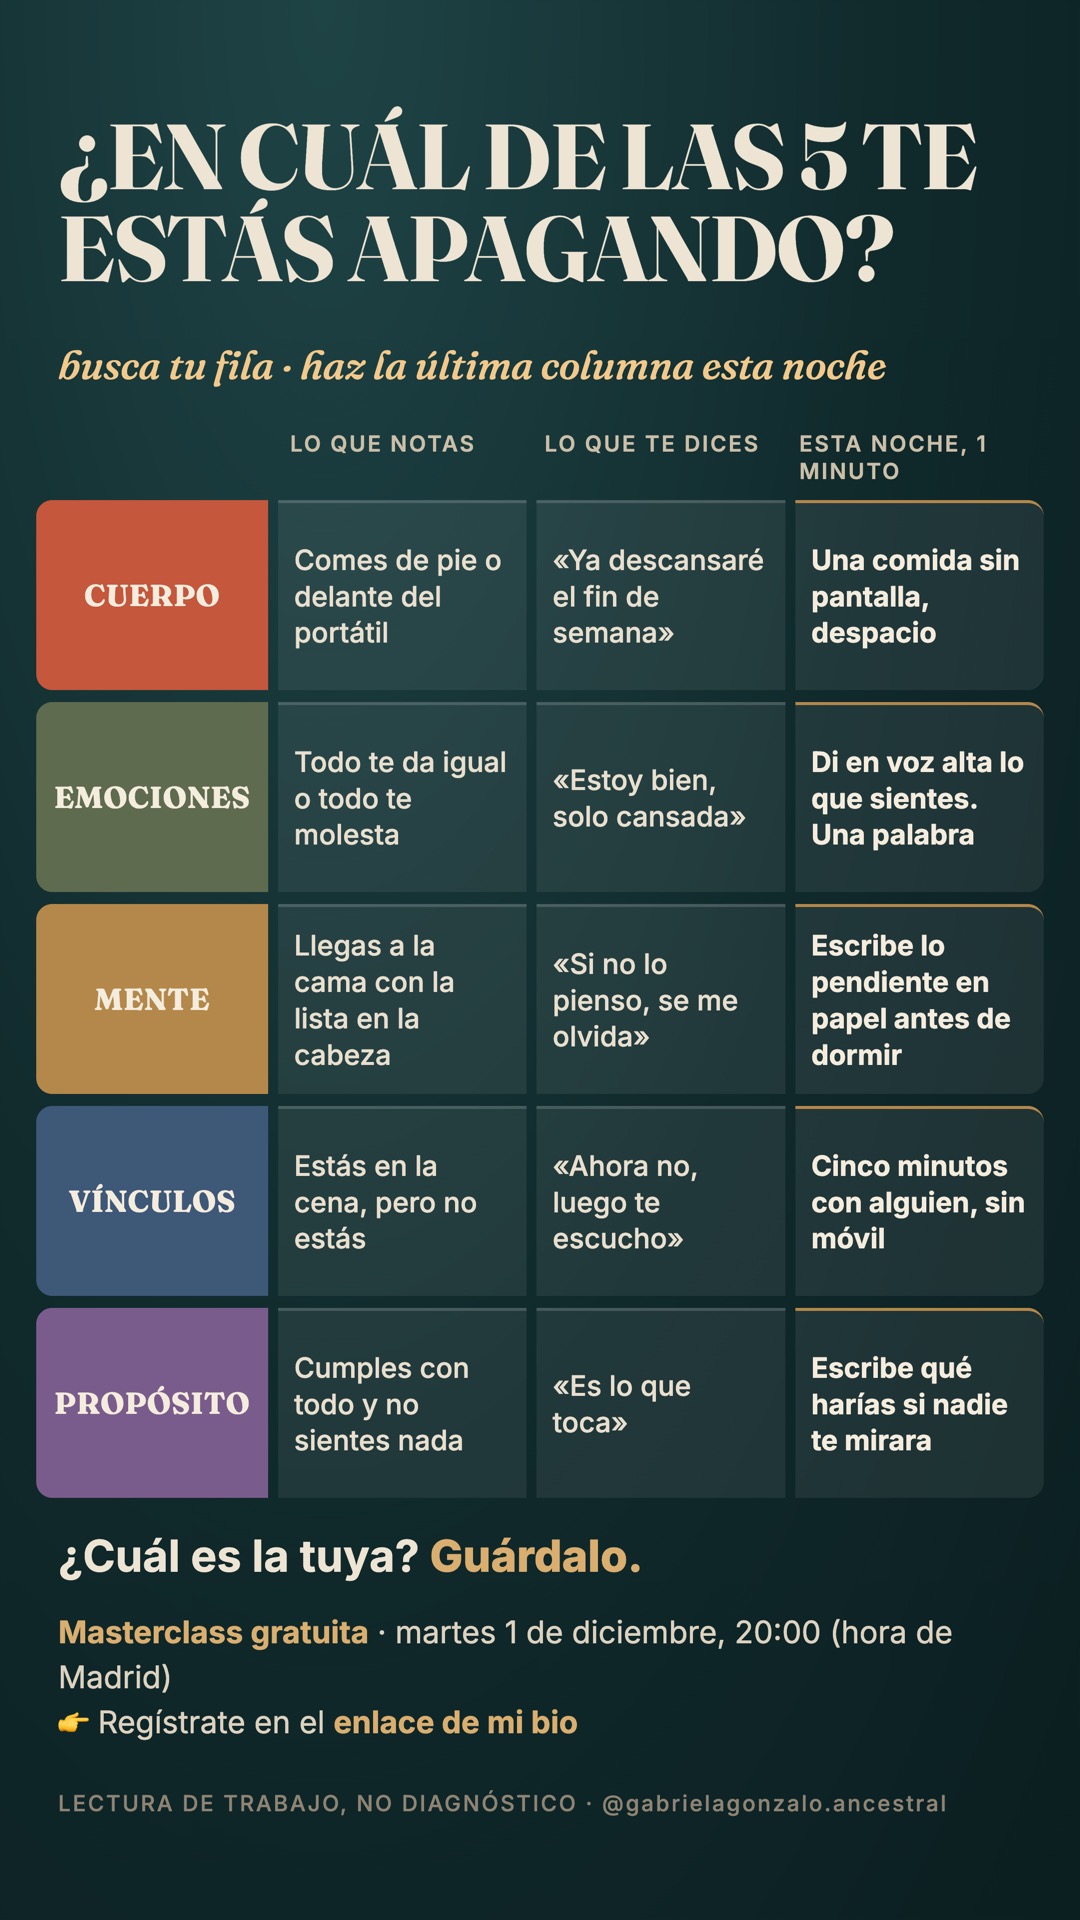 ¿EN CUÁL DE LAS 5 TE
ESTÁS APAGANDO?
busca tu fila · haz la última columna esta noche
LO QUE NOTAS
LO QUE TE DICES
ESTA NOCHE, 1
MINUTO
CUERPO
Comes de pie o
delante del
portátil
«Ya descansaré
el fin de
semana»
Una comida sin
pantalla,
despacio
EMOCIONES
Todo te da igual
o todo te
molesta
«Estoy bien,
solo cansada»
Di en voz alta lo
que sientes.
Una palabra
MENTE
Llegas a la
cama con la
lista en la
cabeza
«Si no lo
pienso, se me
olvida»
Escribe lo
pendiente en
papel antes de
dormir
VÍNCULOS
Estás en la
cena, pero no
estás
«Ahora no,
luego te
escucho»
Cinco minutos
con alguien, sin
móvil
PROPÓSITO
Cumples con
todo y no
sientes nada
«Es lo que
toca»
Escribe qué
harías si nadie
te mirara
¿Cuál es la tuya? Guárdalo.
Masterclass gratuita · martes 1 de diciembre, 20:00 (hora de
Madrid)
👉 Regístrate en el enlace de mi bio
LECTURA DE TRABAJO, NO DIAGNÓSTICO · @gabrielagonzalo.ancestral